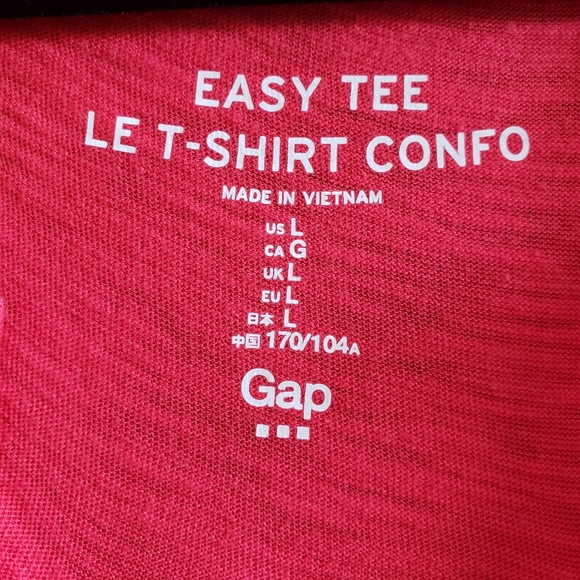 EASY TEE
LE T-SHIRT CONFO
MADE IN VIETNAM
US L
CA G
UK L
EU L
日本 L
中国 170/104A
Gap